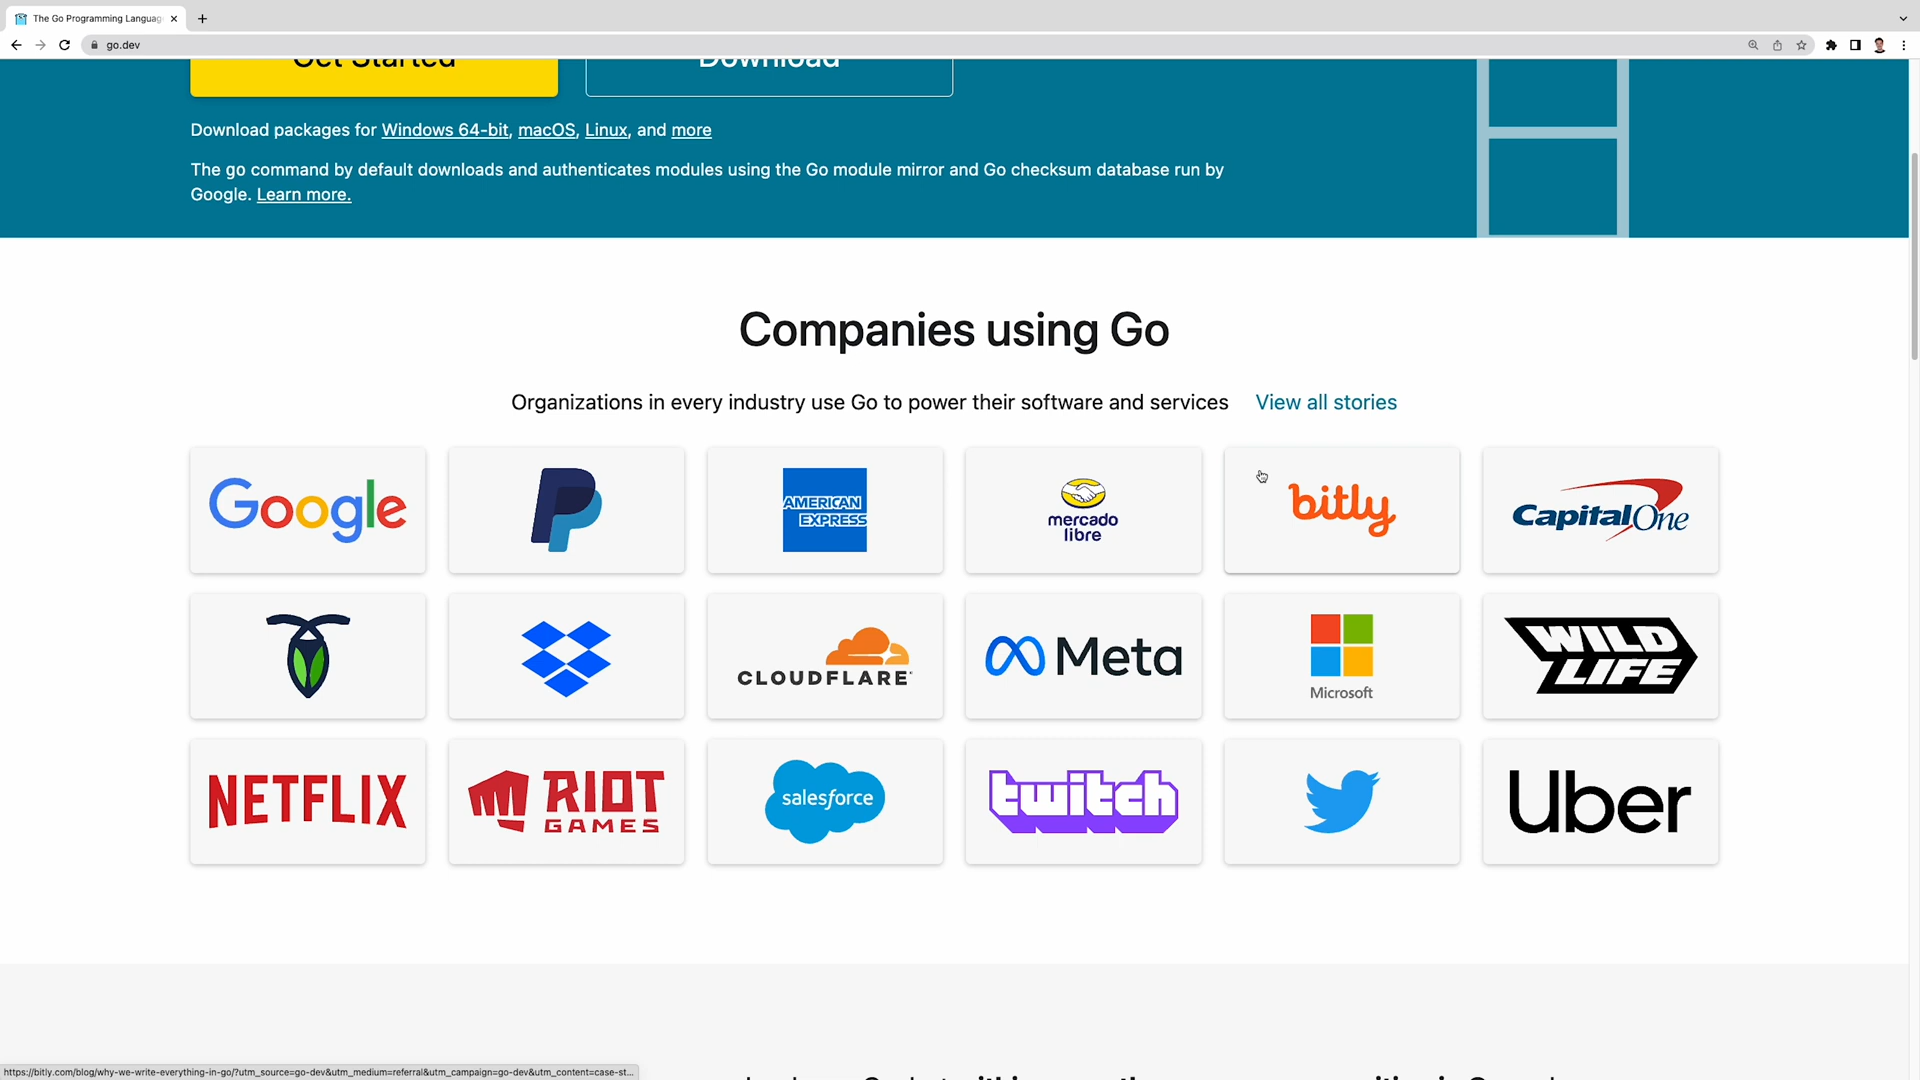 The Go Programming Languag
go.dev
Get Started
Download
Download packages for Windows 64-bit, macOS, Linux, and more
The go command by default downloads and authenticates modules using the Go module mirror and Go checksum database run by
Google. Learn more.
Companies using Go
Organizations in every industry use Go to power their software and services View all stories
Google
AMERICAN
EXPRESS
mercado
libre
bitly
Capital One
CLOUDFLARE
Meta
Microsoft
WILD
LIFE
NETFLIX
RIOT
GAMES
salesforce
twitch
Uber
https://bitly.com/blog/why-we-write-everything-in-go/?utm_source=go-dev&utm_medium=referral&utm_campaign=go-dev&utm_content=case-st...